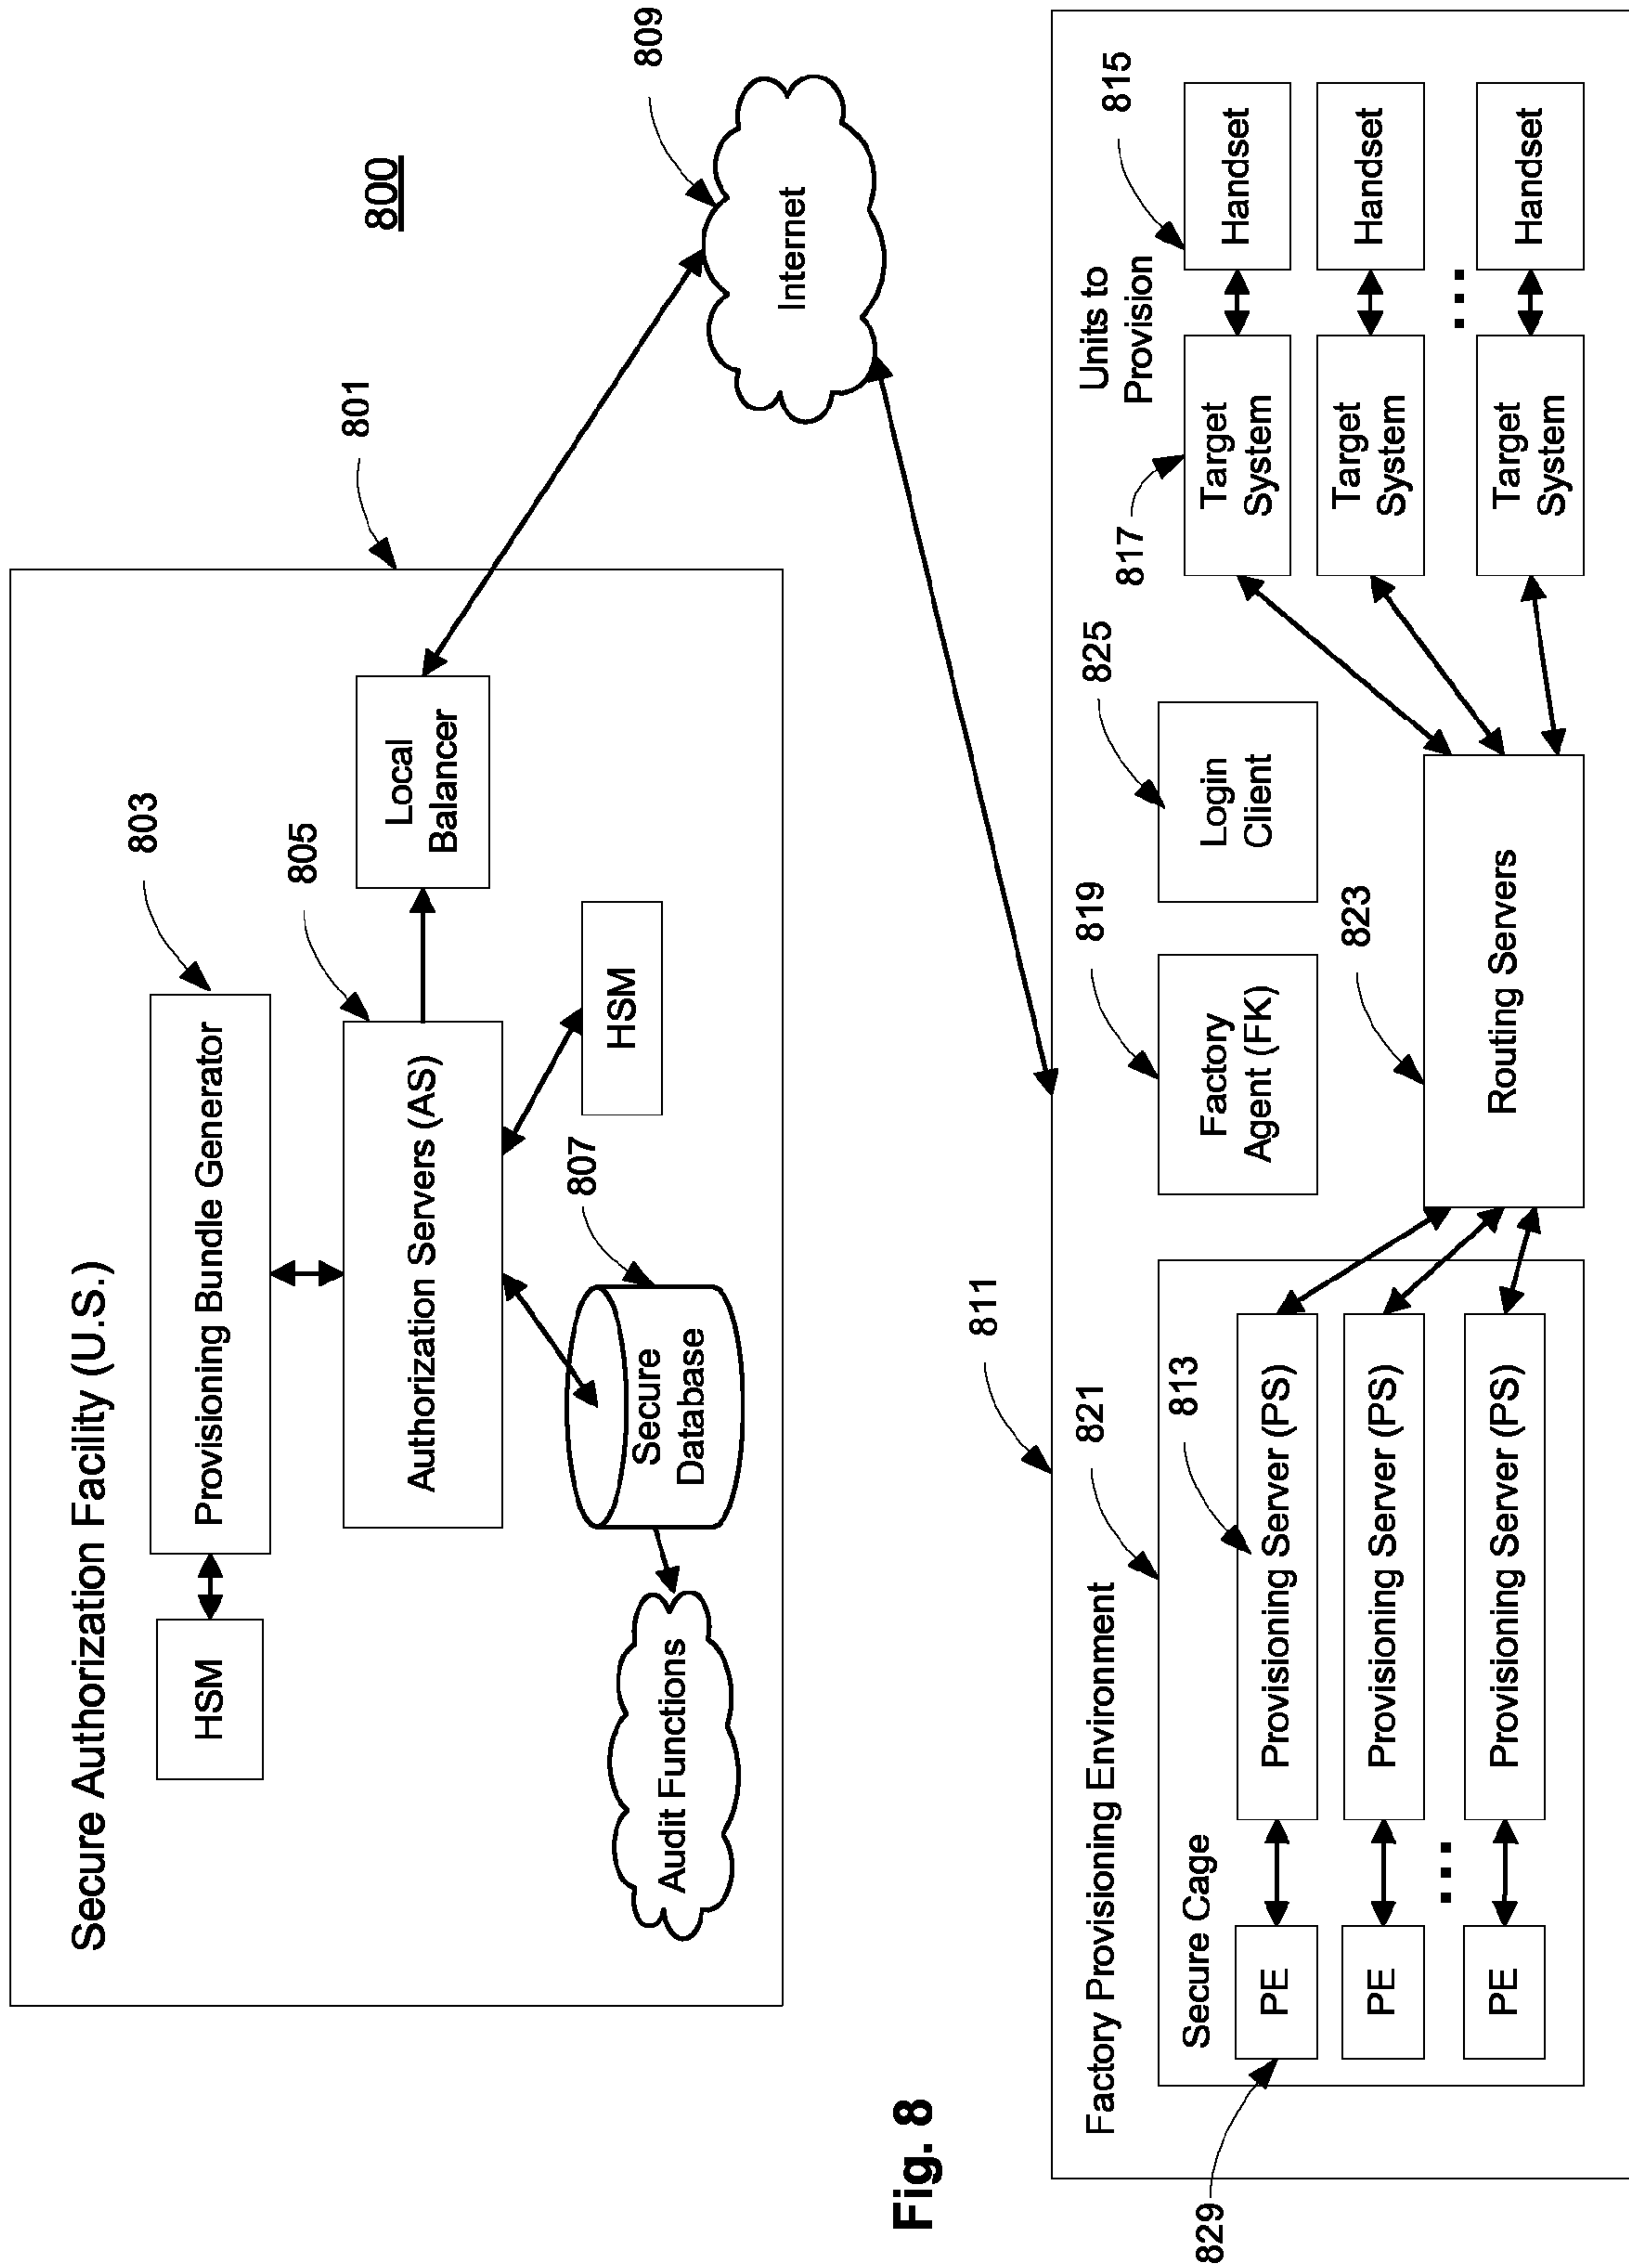 800
Secure Authorization Facility (U.S.)
801
HSM
Provisioning Bundle Generator
803
Authorization Servers (AS)
805
Local
Balancer
HSM
Secure
Database
807
Audit Functions
Internet
809
Fig. 8
811
Factory Provisioning Environment
821
Secure Cage
PE
Provisioning Server (PS)
813
PE
Provisioning Server (PS)
...
PE
Provisioning Server (PS)
829
Factory
Agent (FK)
819
Login
Client
825
Routing Servers
823
Units to
Provision
817
Target
System
Handset
815
Target
System
Handset
...
Target
System
Handset